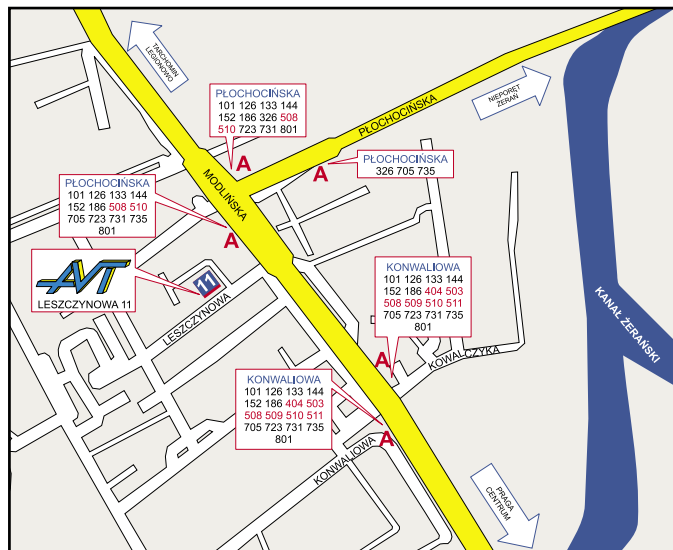 TARCHOMIN
LEGIONOWO
PŁOCHOCIŃSKA
101 126 133 144
152 186 326 508
510 723 731 801
A
NIEPORĘT
ŻERAŃ
PŁOCHOCIŃSKA
PŁOCHOCIŃSKA
326 705 735
A
MODLIŃSKA
PŁOCHOCIŃSKA
101 126 133 144
152 186 508 510
705 723 731 735
801
A
AVT
LESZCZYNOWA 11
11
LESZCZYNOWA
KONWALIOWA
101 126 133 144
152 186 404 503
508 509 510 511
705 723 731 735
801
A
KANAŁ ŻERAŃSKI
KOWALCZYKA
KONWALIOWA
101 126 133 144
152 186 404 503
508 509 510 511
705 723 731 735
801
A
KONWALIOWA
PRAGA
CENTRUM